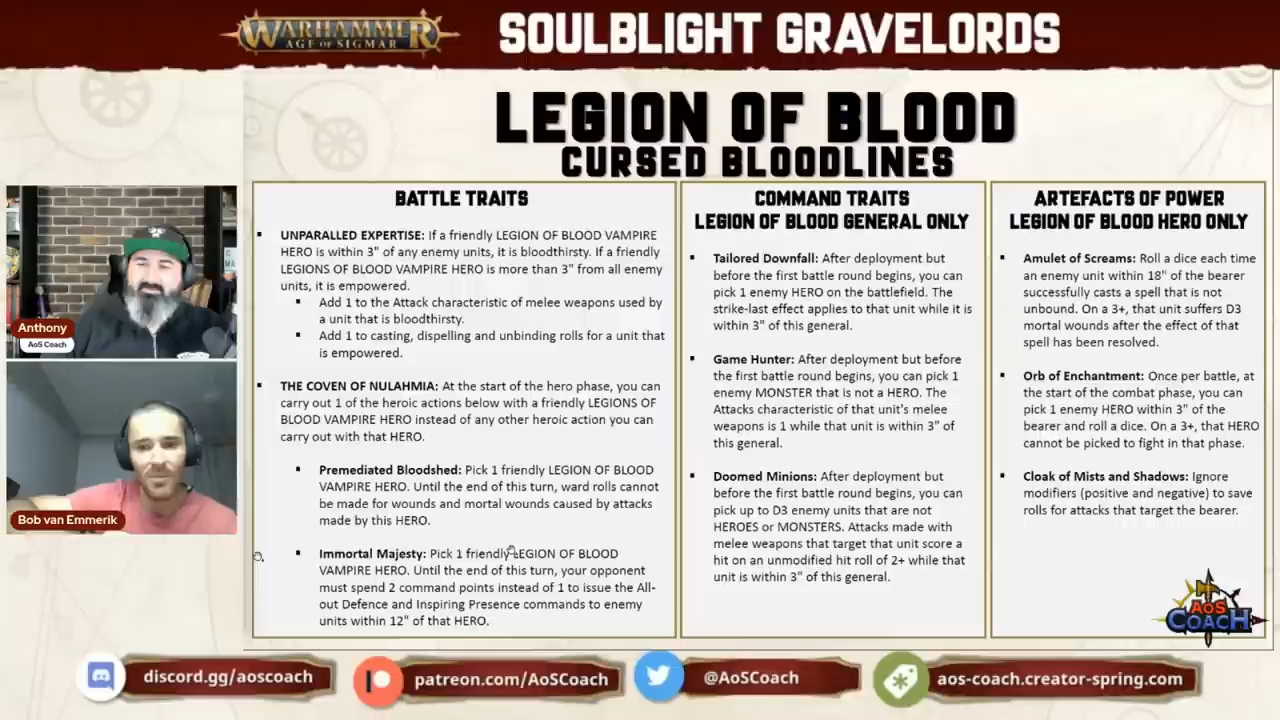 WARHAMMER
AGE OF SIGMAR
SOULBLIGHT GRAVELORDS
LEGION OF BLOOD
CURSED BLOODLINES
Anthony
AoS Coach
Bob van Emmerik
BATTLE TRAITS
UNPARALLED EXPERTISE: If a friendly LEGION OF BLOOD VAMPIRE
HERO is within 3" of any enemy units, it is bloodthirsty. If a friendly
LEGIONS OF BLOOD VAMPIRE HERO is more than 3" from all enemy
units, it is empowered.
Add 1 to the Attack characteristic of melee weapons used by
a unit that is bloodthirsty.
Add 1 to casting, dispelling and unbinding rolls for a unit that
is empowered.
THE COVEN OF NULAHMIA: At the start of the hero phase, you can
carry out 1 of the heroic actions below with a friendly LEGIONS OF
BLOOD VAMPIRE HERO instead of any other heroic action you can
carry out with that HERO.
Premediated Bloodshed: Pick 1 friendly LEGION OF BLOOD
VAMPIRE HERO. Until the end of this turn, ward rolls cannot
be made for wounds and mortal wounds caused by attacks
made by this HERO.
Immortal Majesty: Pick 1 friendly LEGION OF BLOOD
VAMPIRE HERO. Until the end of this turn, your opponent
must spend 2 command points instead of 1 to issue the All-
out Defence and Inspiring Presence commands to enemy
units within 12" of that HERO.
COMMAND TRAITS
LEGION OF BLOOD GENERAL ONLY
Tailored Downfall: After deployment but
before the first battle round begins, you can
pick 1 enemy HERO on the battlefield. The
strike-last effect applies to that unit while it is
within 3" of this general.
Game Hunter: After deployment but before
the first battle round begins, you can pick 1
enemy MONSTER that is not a HERO. The
Attacks characteristic of that unit's melee
weapons is 1 while that unit is within 3" of
this general.
Doomed Minions: After deployment but
before the first battle round begins, you can
pick up to D3 enemy units that are not
HEROES or MONSTERS. Attacks made with
melee weapons that target that unit score a
hit on an unmodified hit roll of 2+ while that
unit is within 3" of this general.
ARTEFACTS OF POWER
LEGION OF BLOOD HERO ONLY
Amulet of Screams: Roll a dice each time
an enemy unit within 18" of the bearer
successfully casts a spell that is not
unbound. On a 3+, that unit suffers D3
mortal wounds after the effect of that
spell has been resolved.
Orb of Enchantment: Once per battle, at
the start of the combat phase, you can
pick 1 enemy HERO within 3" of the
bearer and roll a dice. On a 3+, that HERO
cannot be picked to fight in that phase.
Cloak of Mists and Shadows: Ignore
modifiers (positive and negative) to save
rolls for attacks that target the bearer.
AoS
COACH
discord.gg/aoscoach
patreon.com/AoSCoach
@AoSCoach
aos-coach.creator-spring.com